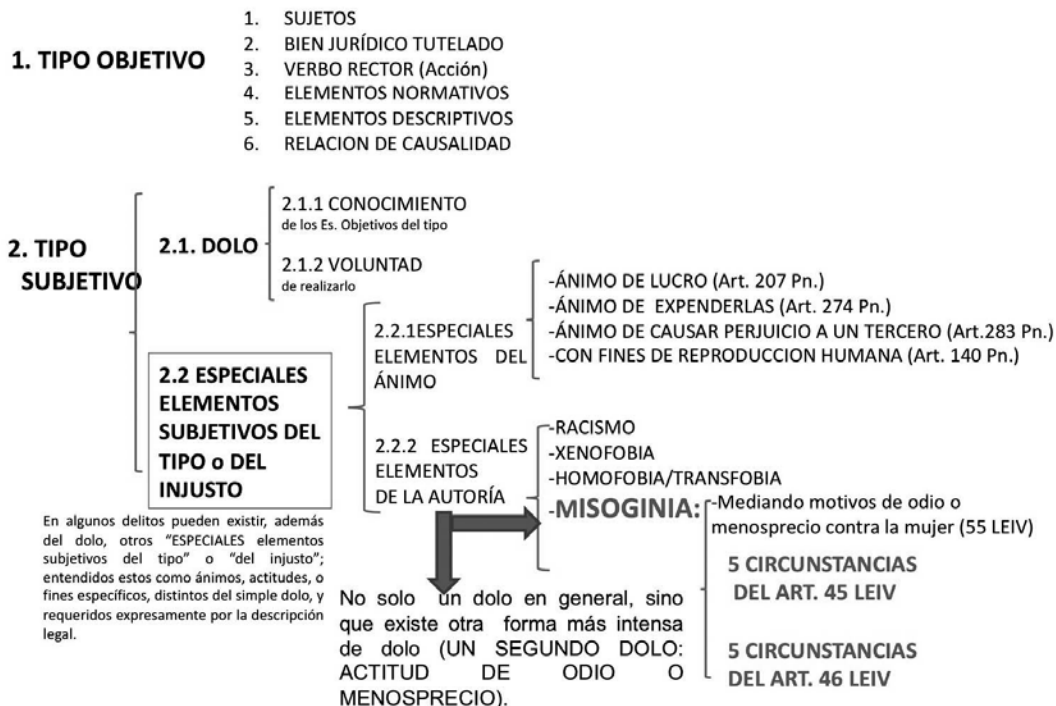 1. TIPO OBJETIVO
1. SUJETOS
2. BIEN JURÍDICO TUTELADO
3. VERBO RECTOR (Acción)
4. ELEMENTOS NORMATIVOS
5. ELEMENTOS DESCRIPTIVOS
6. RELACION DE CAUSALIDAD
2. TIPO
SUBJETIVO
2.1. DOLO
2.1.1 CONOCIMIENTO
de los Es. Objetivos del tipo
2.1.2 VOLUNTAD
de realizarlo
2.2 ESPECIALES
ELEMENTOS
SUBJETIVOS DEL
TIPO o DEL
INJUSTO
En algunos delitos pueden existir, además
del dolo, otros “ESPECIALES elementos
subjetivos del tipo” o “del injusto”;
entendidos estos como ánimos, actitudes, o
fines específicos, distintos del simple dolo, y
requeridos expresamente por la descripción
legal.
2.2.1ESPECIALES
ELEMENTOS DEL
ÁNIMO
-ÁNIMO DE LUCRO (Art. 207 Pn.)
-ÁNIMO DE EXPENDERLAS (Art. 274 Pn.)
-ÁNIMO DE CAUSAR PERJUICIO A UN TERCERO (Art.283 Pn.)
-CON FINES DE REPRODUCCION HUMANA (Art. 140 Pn.)
2.2.2 ESPECIALES
ELEMENTOS
DE LA AUTORÍA
-RACISMO
-XENOFOBIA
-HOMOFOBIA/TRANSFOBIA
-MISOGINIA:
-Mediando motivos de odio o
menosprecio contra la mujer (55 LEIV)
5 CIRCUNSTANCIAS
DEL ART. 45 LEIV
5 CIRCUNSTANCIAS
DEL ART. 46 LEIV
No solo un dolo en general, sino
que existe otra forma más intensa
de dolo (UN SEGUNDO DOLO:
ACTITUD DE ODIO O
MENOSPRECIO).